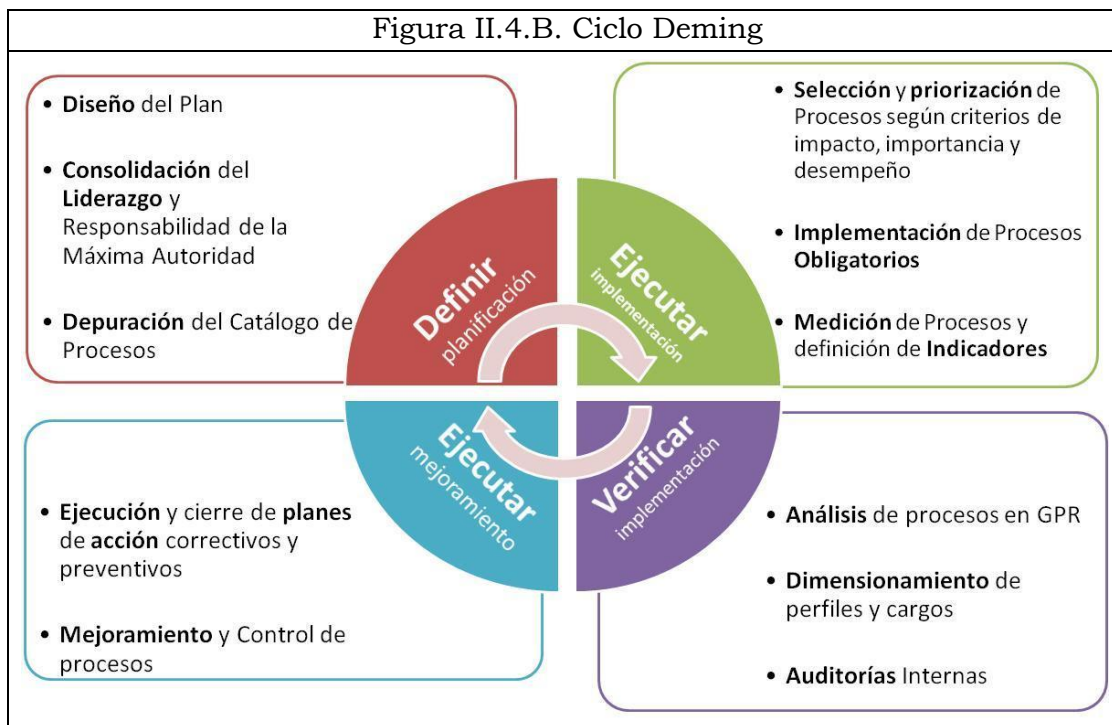 Figura II.4.B. Ciclo Deming
• Diseño del Plan
• Consolidación del
Liderazgo y
Responsabilidad de la
Máxima Autoridad
• Depuración del Catálogo de
Procesos
• Selección y priorización de
Procesos según criterios de
impacto, importancia y
desempeño
• Implementación de Procesos
Obligatorios
• Medición de Procesos y
definición de Indicadores
Definir
planificación
Ejecutar
implementación
Ejecutar
mejoramiento
Verificar
implementación
• Ejecución y cierre de planes
de acción correctivos y
preventivos
• Mejoramiento y Control de
procesos
• Análisis de procesos en GPR
• Dimensionamiento de
perfiles y cargos
• Auditorías Internas